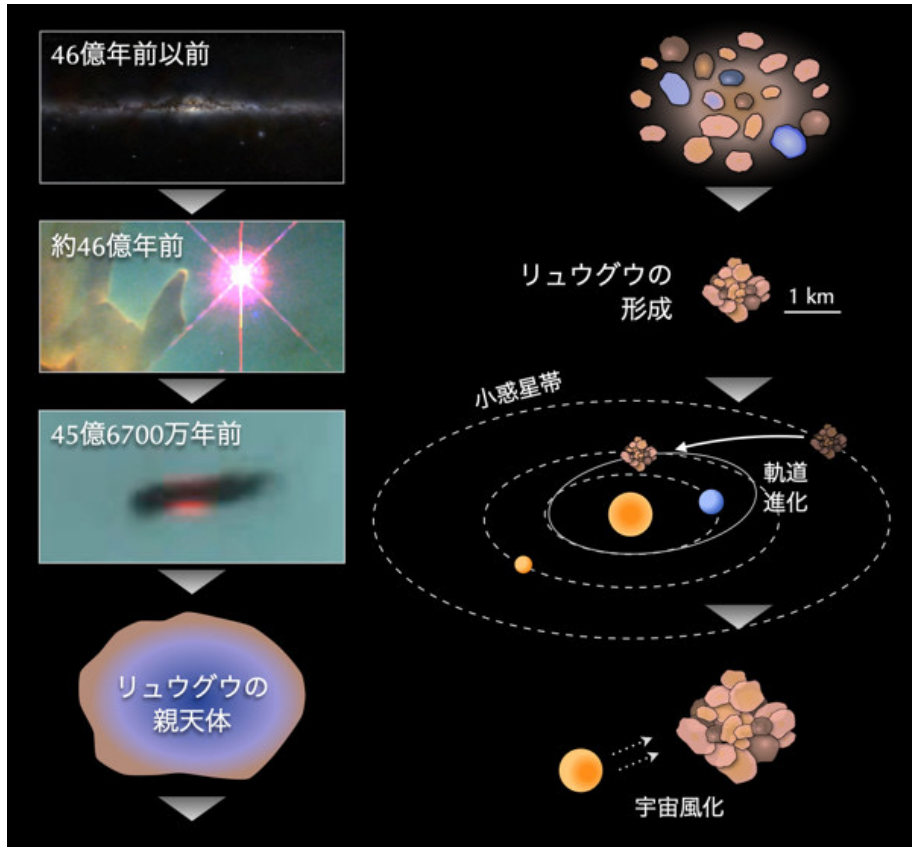 46億年前以前
約46億年前
45億6700万年前
リュウグウの
親天体
リュウグウの
形成
1 km
小惑星帯
軌道
進化
宇宙風化